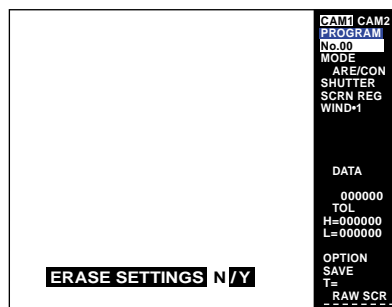 CAM1 CAM2
PROGRAM
No.00
MODE
ARE/CON
SHUTTER
SCRN REG
WIND•1
DATA
000000
TOL
H=000000
L=000000
OPTION
SAVE
T=
RAW SCR
ERASE SETTINGS N/Y